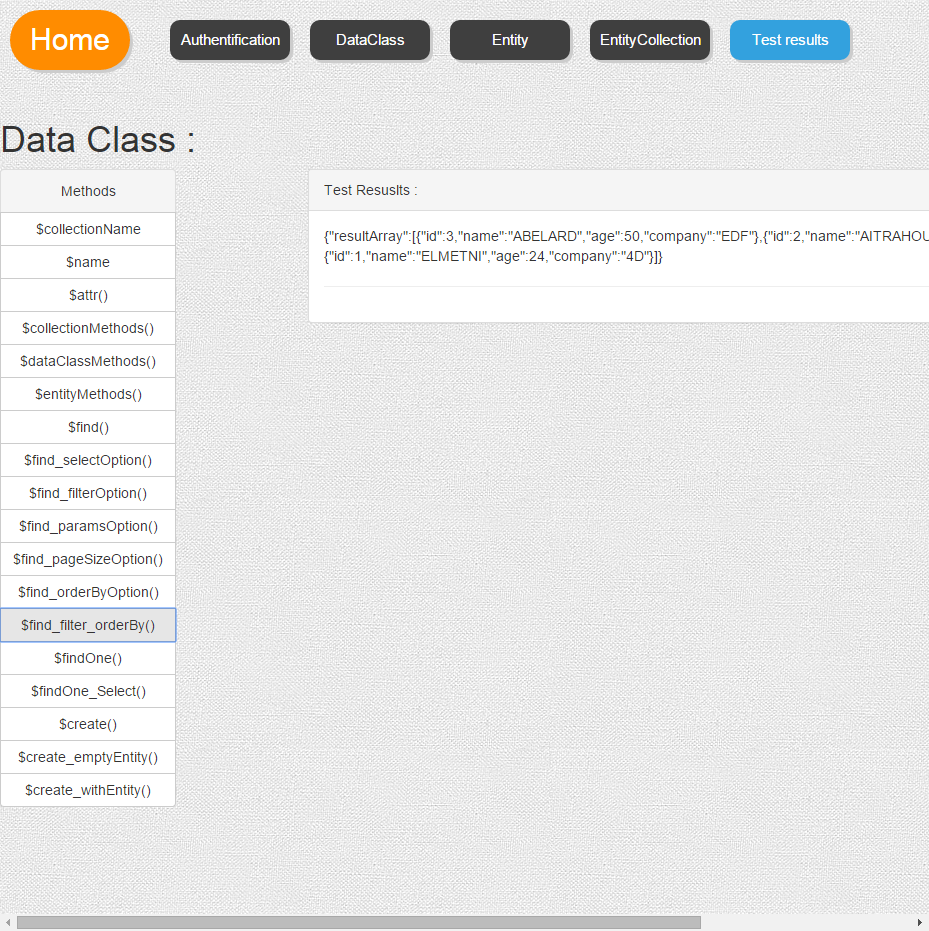 Home
Authentification
DataClass
Entity
EntityCollection
Test results
Data Class :
Methods
$collectionName
$name
$attr()
$collectionMethods()
$dataClassMethods()
$entityMethods()
$find()
$find_selectOption()
$find_filterOption()
$find_paramsOption()
$find_pageSizeOption()
$find_orderByOption()
$find_filter_orderBy()
$findOne()
$findOne_Select()
$create()
$create_emptyEntity()
$create_withEntity()
Test Resuslts :
{"resultArray":[{"id":3,"name":"ABELARD","age":50,"company":"EDF"},{"id":2,"name":"AITRAHOU
{"id":1,"name":"ELMETNI","age":24,"company":"4D"}]}